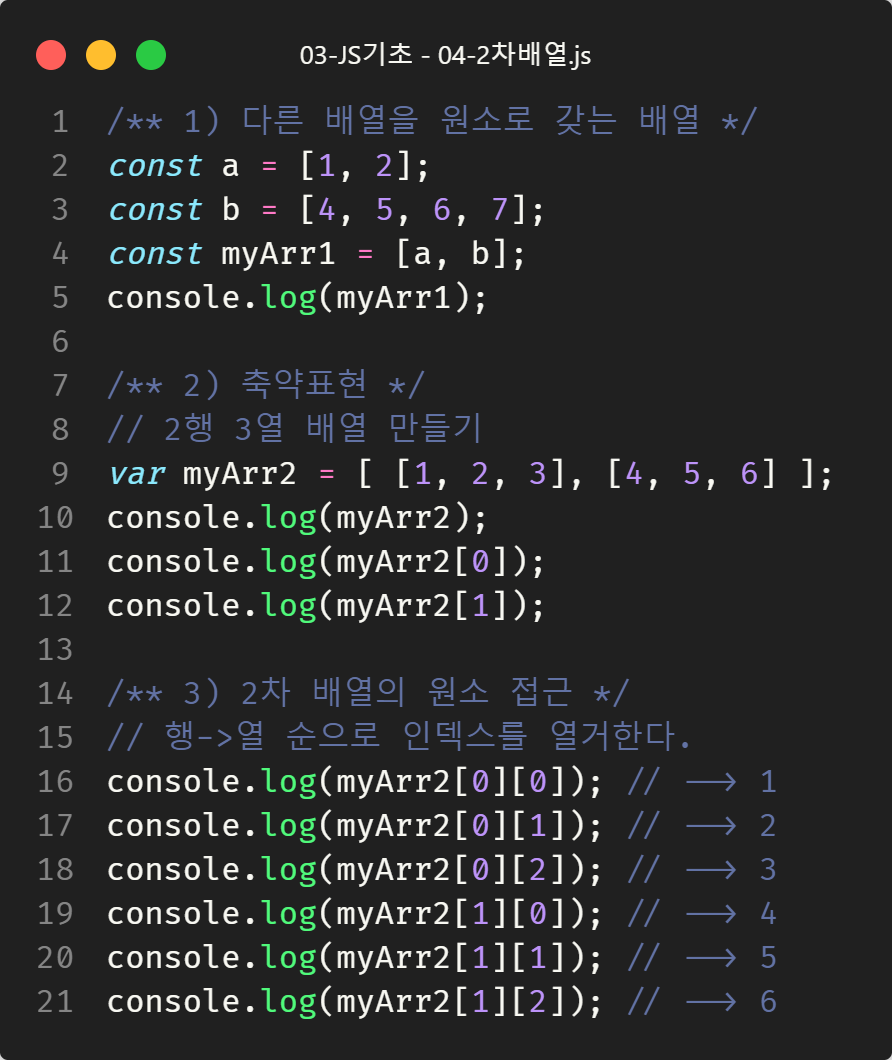 03-JS기초 - 04-2차배열.js
1 /** 1) 다른 배열을 원소로 갖는 배열 */
2 const a = [1, 2];
3 const b = [4, 5, 6, 7];
4 const myArr1 = [a, b];
5 console.log(myArr1);
6
7 /** 2) 축약표현 */
8 // 2행 3열 배열 만들기
9 var myArr2 = [ [1, 2, 3], [4, 5, 6] ];
10 console.log(myArr2);
11 console.log(myArr2[0]);
12 console.log(myArr2[1]);
13
14 /** 3) 2차 배열의 원소 접근 */
15 // 행->열 순으로 인덱스를 열거한다.
16 console.log(myArr2[0][0]); // --> 1
17 console.log(myArr2[0][1]); // --> 2
18 console.log(myArr2[0][2]); // --> 3
19 console.log(myArr2[1][0]); // --> 4
20 console.log(myArr2[1][1]); // --> 5
21 console.log(myArr2[1][2]); // --> 6